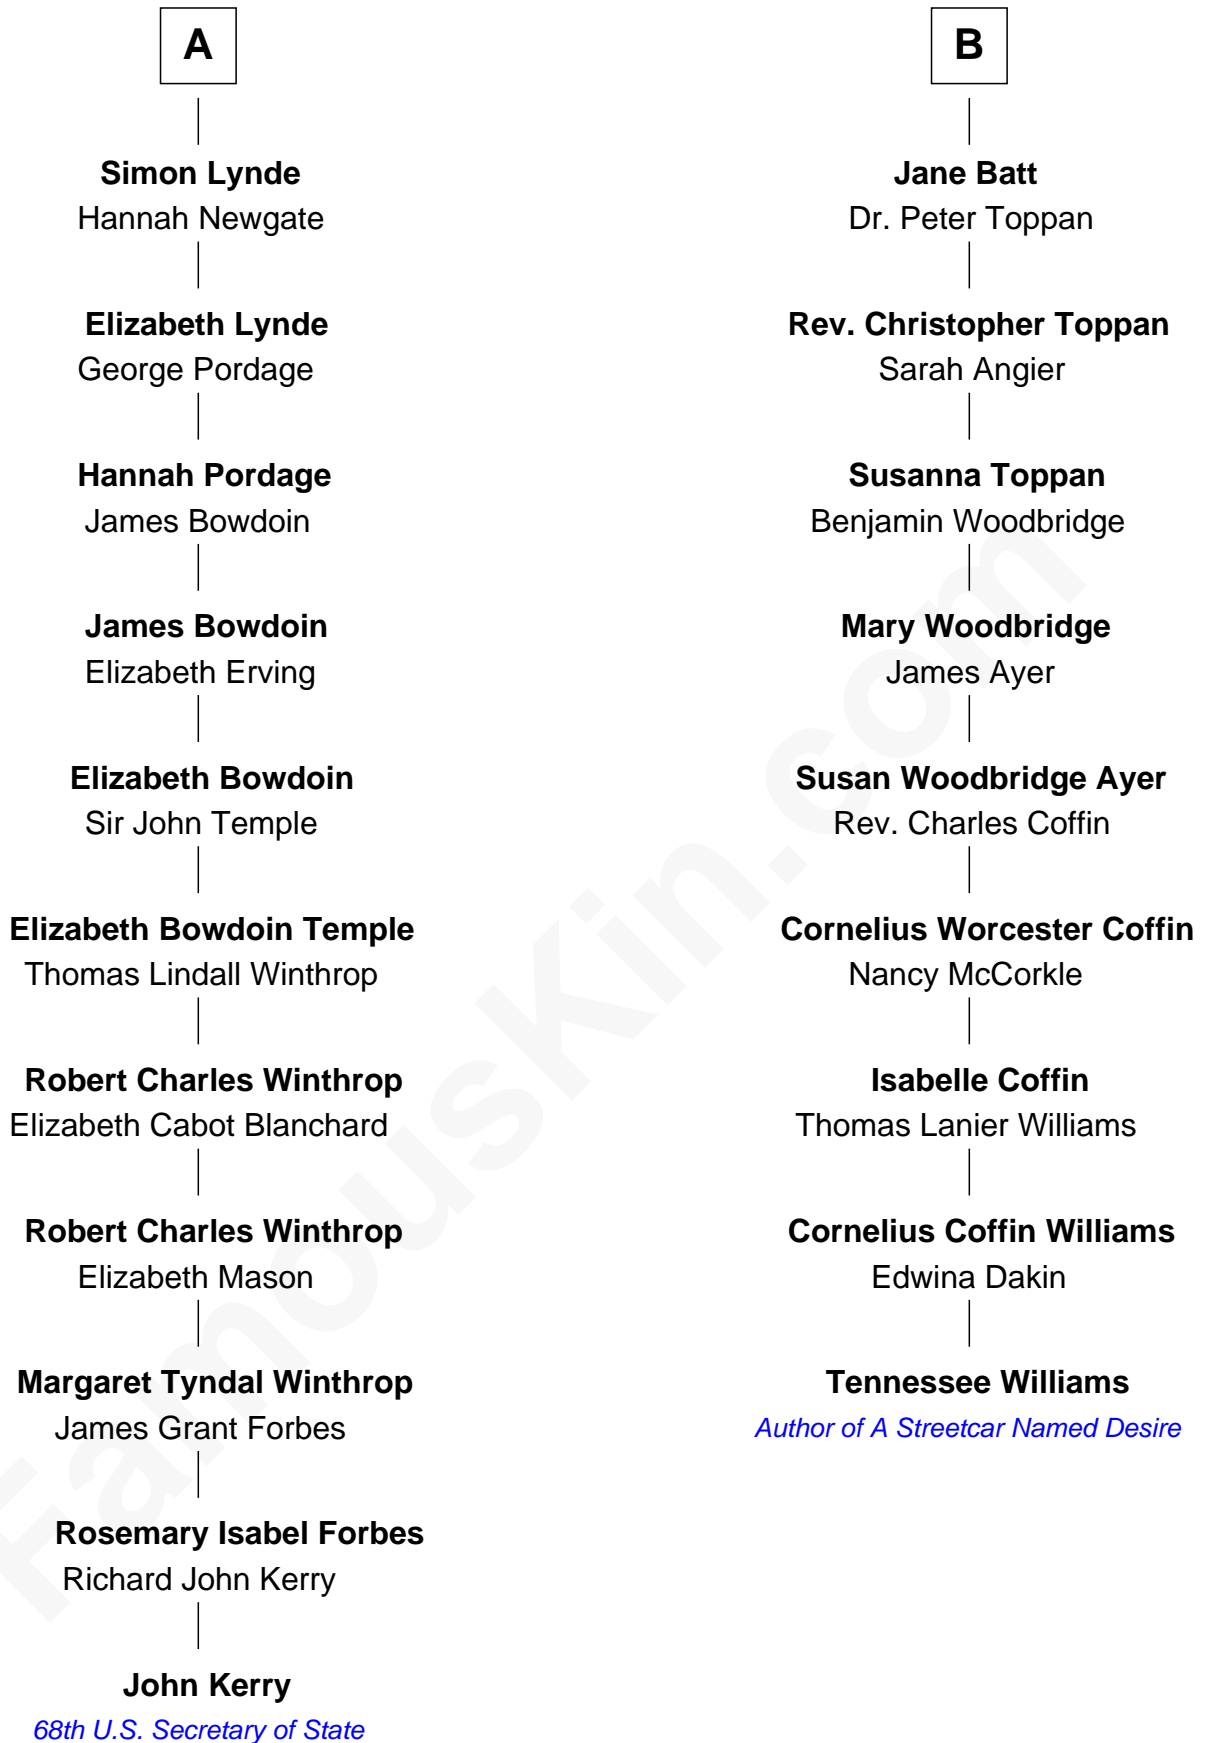 A
Simon Lynde
Hannah Newgate
Elizabeth Lynde
George Pordage
Hannah Pordage
James Bowdoin
James Bowdoin
Elizabeth Erving
Elizabeth Bowdoin
Sir John Temple
Elizabeth Bowdoin Temple
Thomas Lindall Winthrop
Robert Charles Winthrop
Elizabeth Cabot Blanchard
Robert Charles Winthrop
Elizabeth Mason
Margaret Tyndal Winthrop
James Grant Forbes
Rosemary Isabel Forbes
Richard John Kerry
John Kerry
68th U.S. Secretary of State
B
Jane Batt
Dr. Peter Toppan
Rev. Christopher Toppan
Sarah Angier
Susanna Toppan
Benjamin Woodbridge
Mary Woodbridge
James Ayer
Susan Woodbridge Ayer
Rev. Charles Coffin
Cornelius Worcester Coffin
Nancy McCorkle
Isabelle Coffin
Thomas Lanier Williams
Cornelius Coffin Williams
Edwina Dakin
Tennessee Williams
Author of A Streetcar Named Desire
FamousKin.com